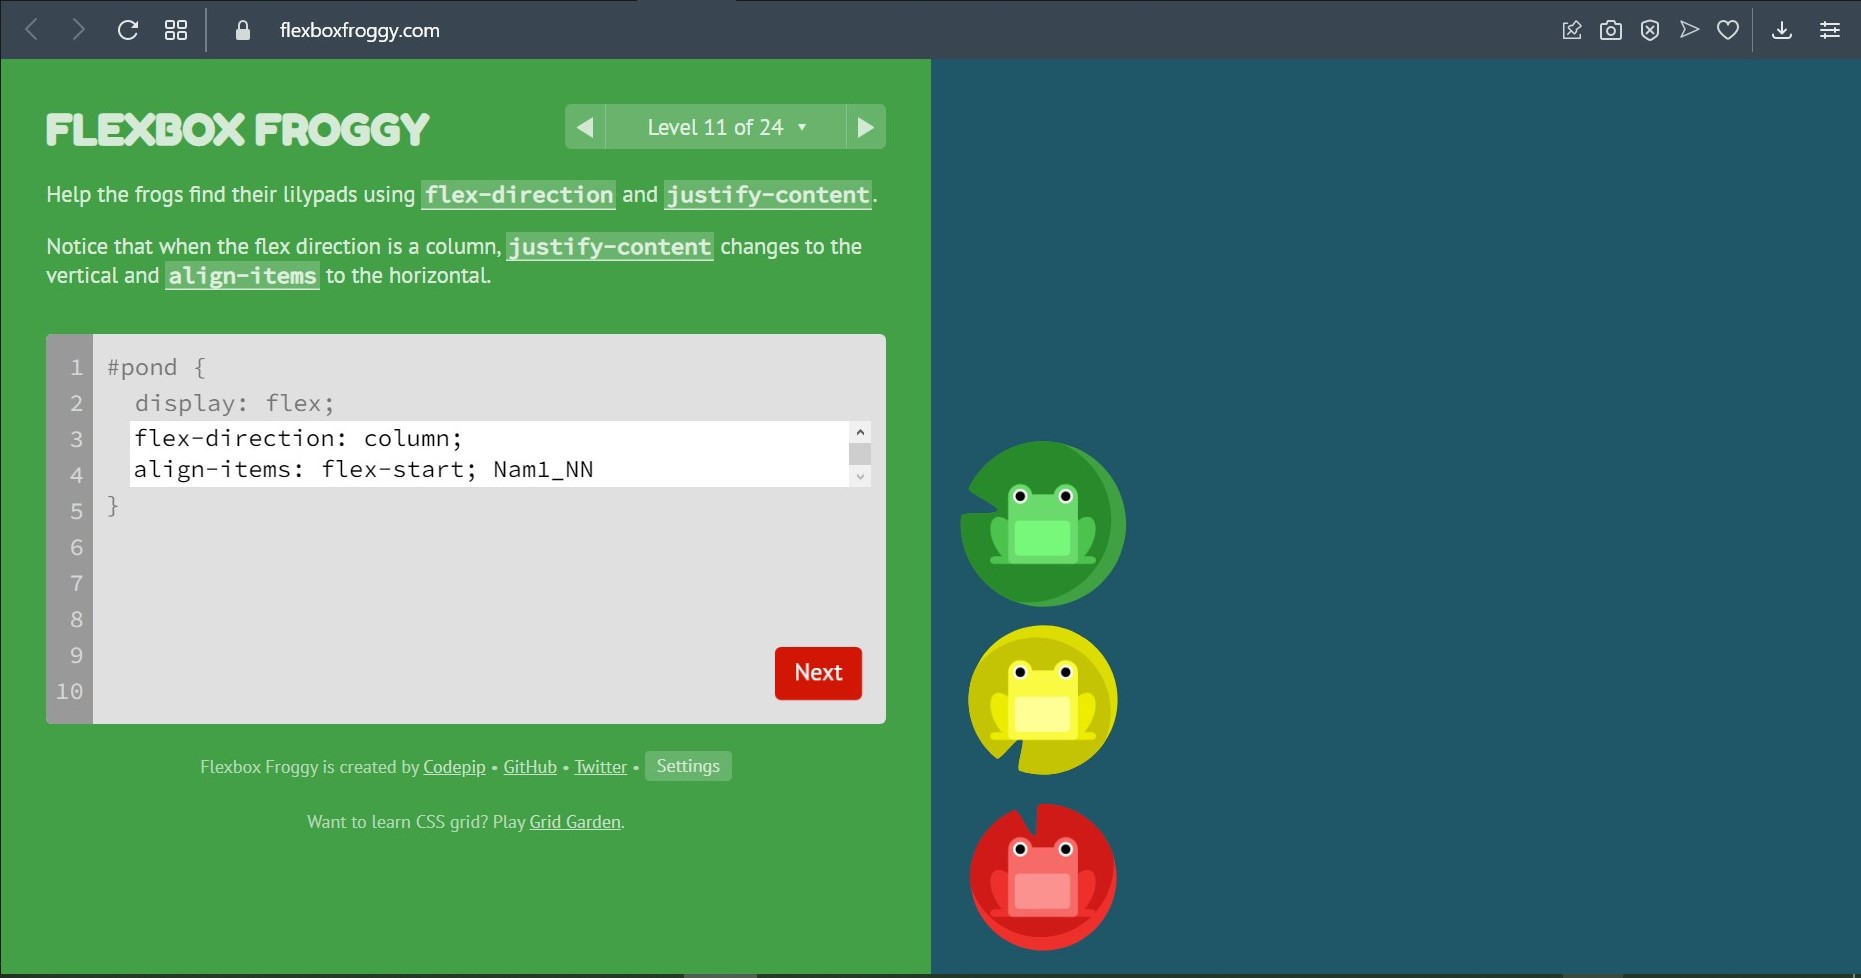 flexboxfroggy.com
FLEXBOX FROGGY
Level 11 of 24
Help the frogs find their lilypads using flex-direction and justify-content.
Notice that when the flex direction is a column, justify-content changes to the
vertical and align-items to the horizontal.
1 #pond {
2 display: flex;
3 flex-direction: column;
4 align-items: flex-start; Nam1_NN
5 }
6
7
8
9
10
Next
Flexbox Froggy is created by Codepip • GitHub • Twitter • Settings
Want to learn CSS grid? Play Grid Garden.